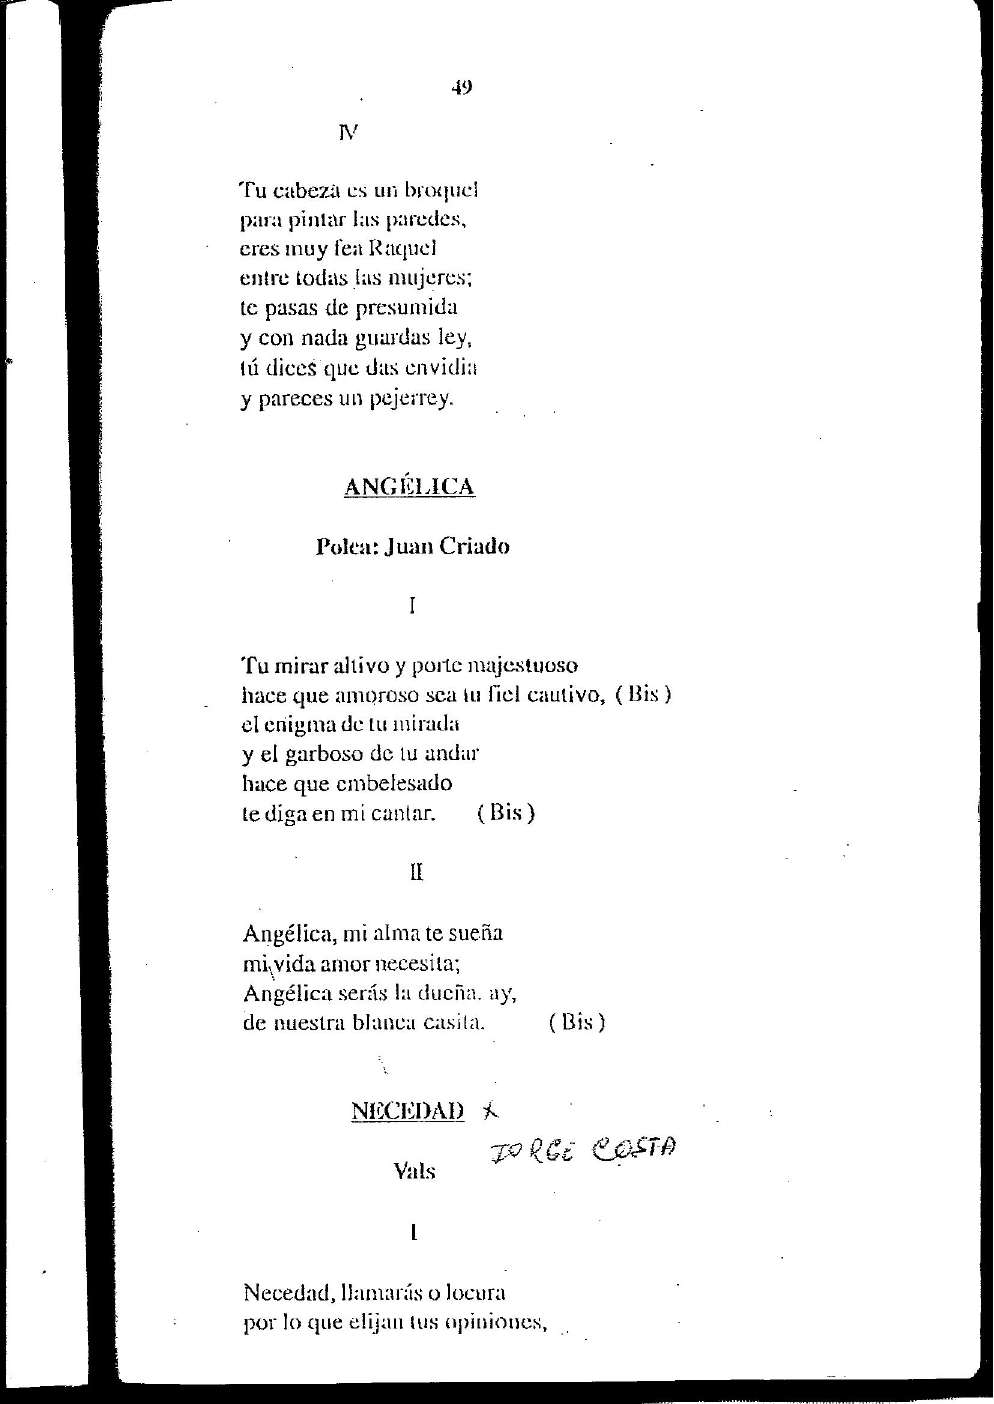 49
IV
Tu cabeza es un broquel
para pintar las paredes,
eres muy fea Raquel
entre todas las mujeres;
te pasas de presumida
y con nada guardas ley,
tú dices que das envidia
y pareces un pejerrey.
ANGÉLICA
Polca: Juan Criado
I
Tu mirar altivo y porte majestuoso
hace que amoroso sea tu fiel cautivo, ( Bis )
el enigma de tu mirada
y el garboso de tu andar
hace que embelesado
te diga en mi cantar. ( Bis )
II
Angélica, mi alma te sueña
mi vida amor necesita;
Angélica serás la dueña. ay,
de nuestra blanca casita. ( Bis )
NECEDAD x
JORGE COSTA
Vals
I
Necedad, llamarás o locura
por lo que elijan tus opiniones,